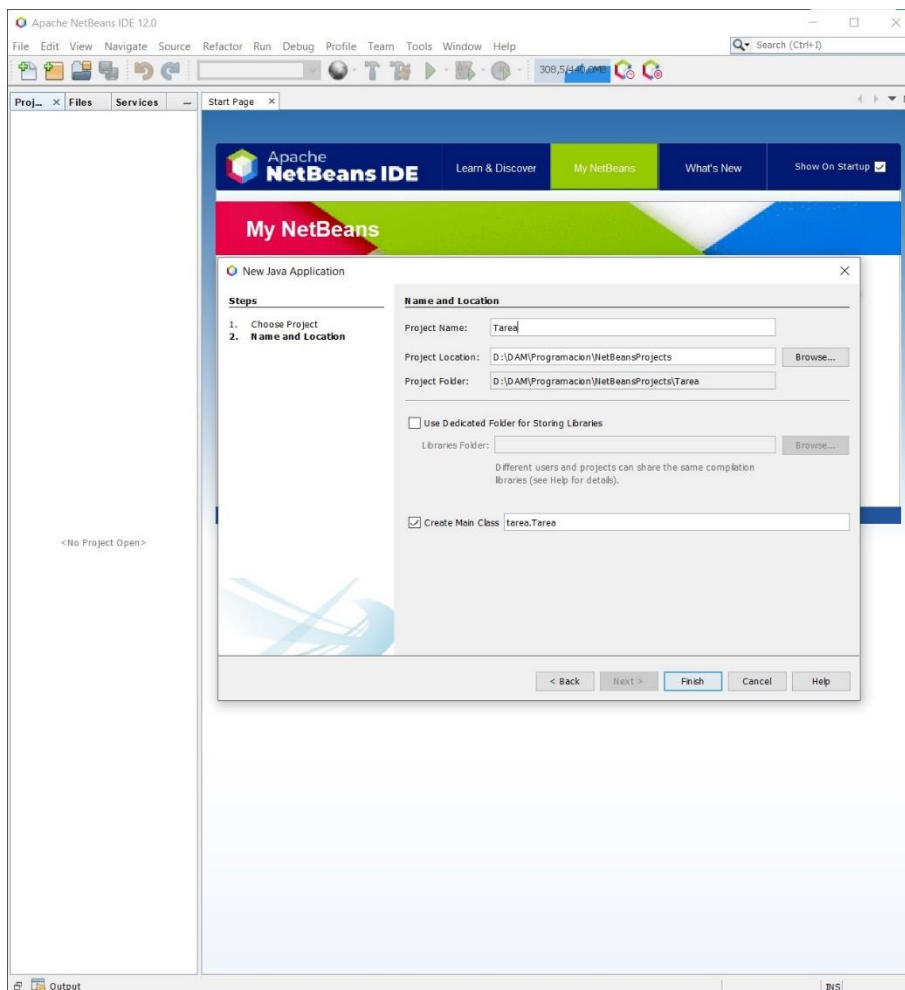 Apache NetBeans IDE 12.0
File Edit View Navigate Source Refactor Run Debug Profile Team Tools Window Help
Search (Ctrl+I)
308,5/440,0MB
Proj... Files Services
Start Page
Apache
NetBeans IDE
Learn & Discover
My NetBeans
What's New
Show On Startup
My NetBeans
New Java Application
Steps
1. Choose Project
2. Name and Location
Name and Location
Project Name: Tarea
Project Location: D:\DAM\Programacion\NetBeansProjects Browse...
Project Folder: D:\DAM\Programacion\NetBeansProjects\Tarea
Use Dedicated Folder for Storing Libraries
Libraries Folder: Browse...
Different users and projects can share the same compilation
libraries (see Help for details).
Create Main Class tarea.Tarea
<No Project Open>
< Back Next > Finish Cancel Help
Output
INS